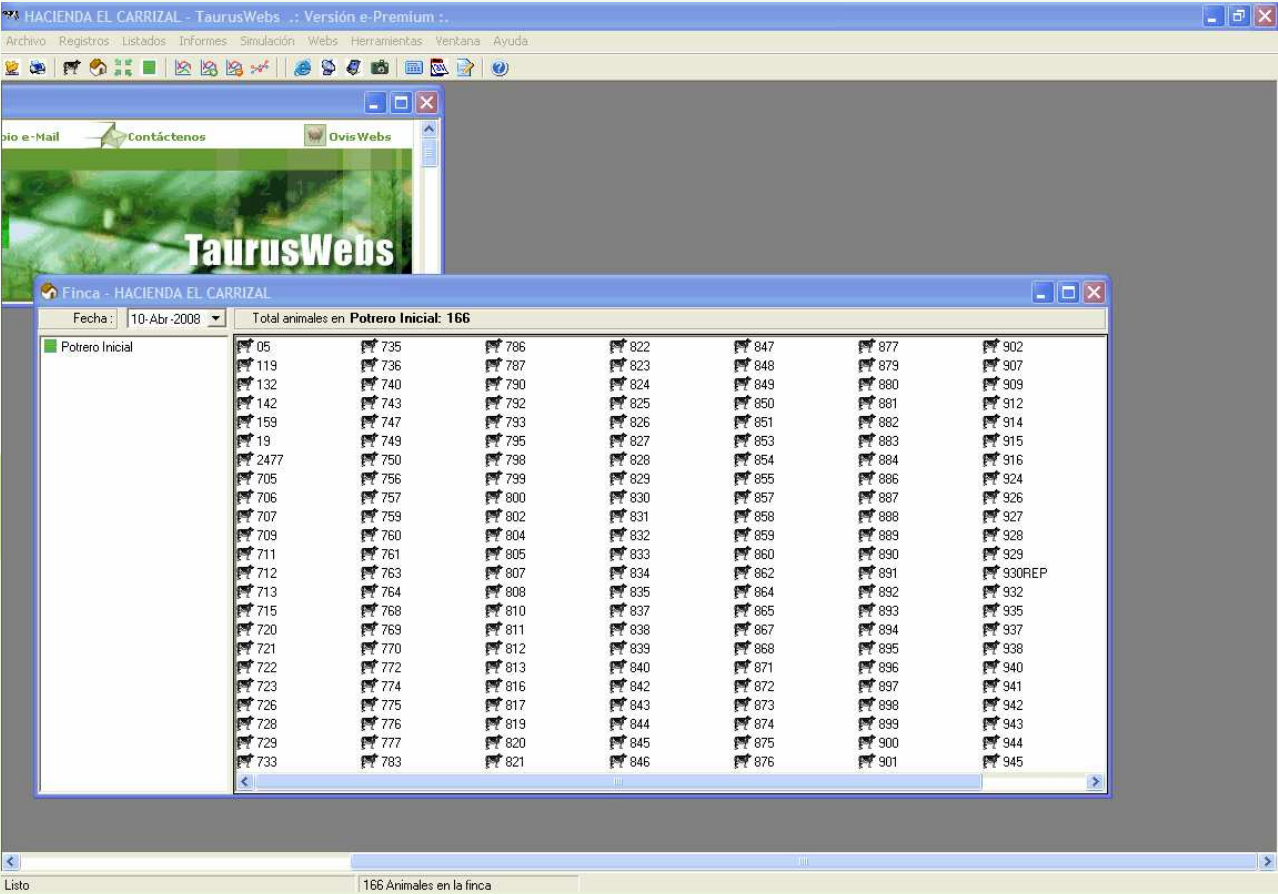 HACIENDA EL CARRIZAL - TaurusWebs .: Versión e-Premium :.
Archivo Registros Listados Informes Simulación Webs Herramientas Ventana Ayuda
bio e-Mail Contáctenos Ovis Webs
TaurusWebs
Finca - HACIENDA EL CARRIZAL
Fecha : 10-Abr-2008 Total animales en Potrero Inicial: 166
Potrero Inicial 05 735 786 822 847 877 902
119 736 787 823 848 879 907
132 740 790 824 849 880 909
142 743 792 825 850 881 912
159 747 793 826 851 882 914
19 749 795 827 853 883 915
2477 750 798 828 854 884 916
705 756 799 829 855 886 924
706 757 800 830 857 887 926
707 759 802 831 858 888 927
709 760 804 832 859 889 928
711 761 805 833 860 890 929
712 763 807 834 862 891 930REP
713 764 808 835 864 892 932
715 768 810 837 865 893 935
720 769 811 838 867 894 937
721 770 812 839 868 895 938
722 772 813 840 871 896 940
723 774 816 842 872 897 941
726 775 817 843 873 898 942
728 776 819 844 874 899 943
729 777 820 845 875 900 944
733 783 821 846 876 901 945
Listo 166 Animales en la finca